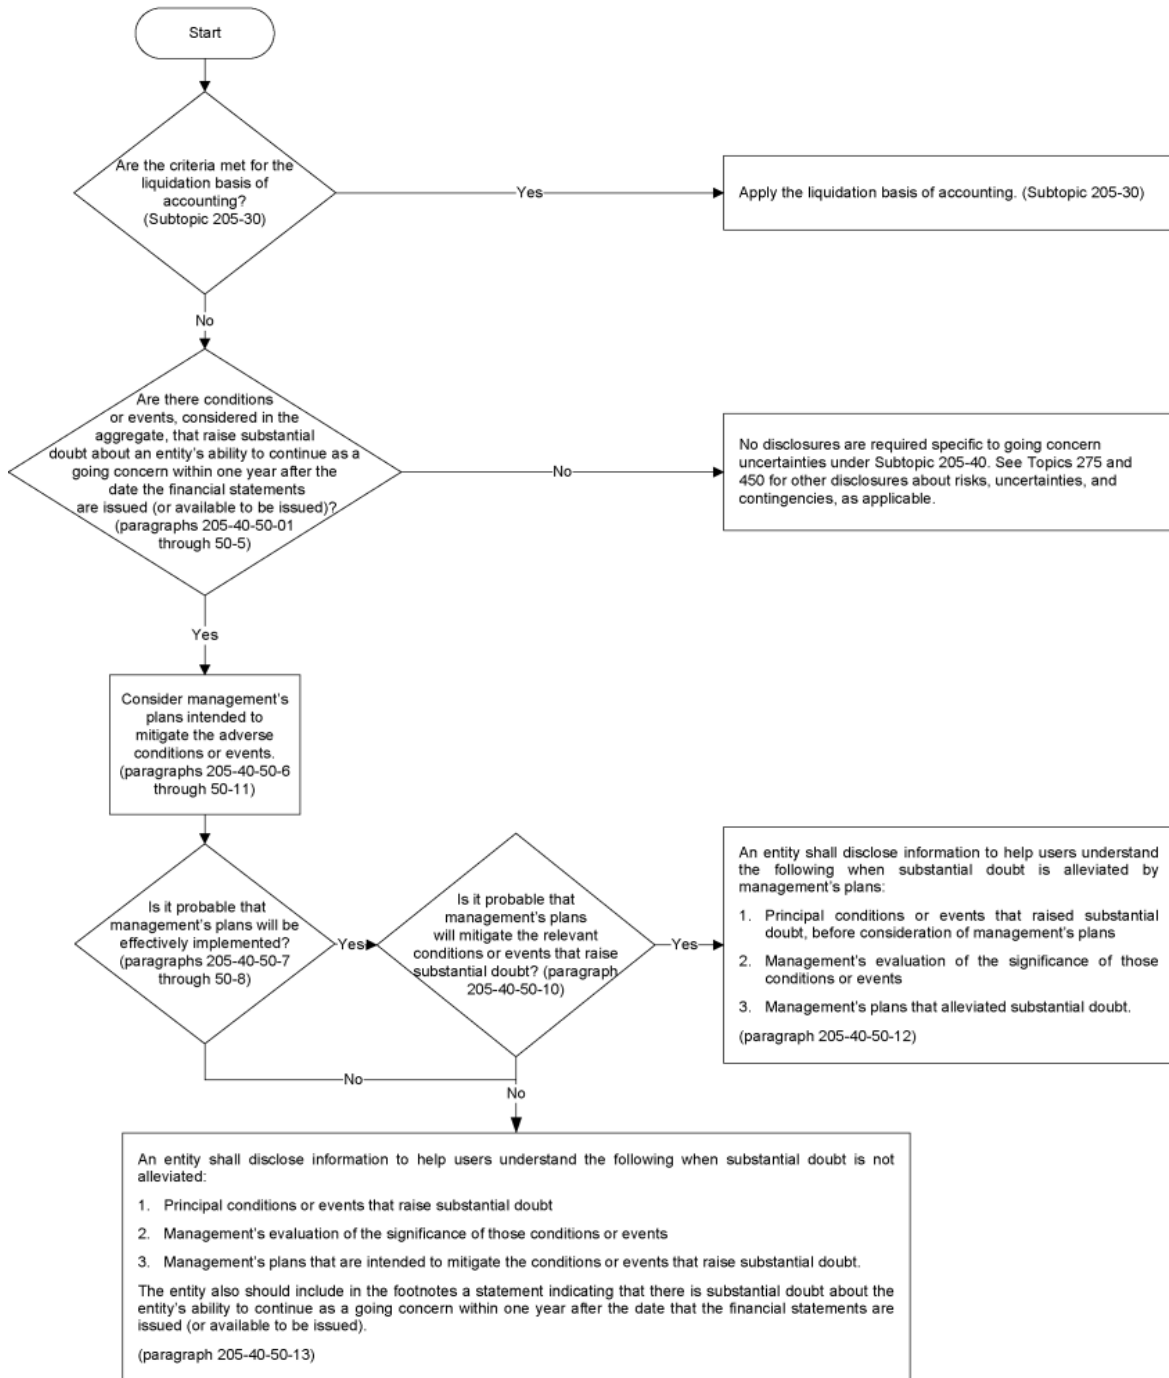 Start
Are the criteria met for the
liquidation basis of
accounting?
(Subtopic 205-30)
Yes
Apply the liquidation basis of accounting. (Subtopic 205-30)
No
Are there conditions
or events, considered in the
aggregate, that raise substantial
doubt about an entity's ability to continue as a
going concern within one year after the
date the financial statements
are issued (or available to be issued)?
(paragraphs 205-40-50-01
through 50-5)
No
No disclosures are required specific to going concern
uncertainties under Subtopic 205-40. See Topics 275 and
450 for other disclosures about risks, uncertainties, and
contingencies, as applicable.
Yes
Consider management's
plans intended to
mitigate the adverse
conditions or events.
(paragraphs 205-40-50-6
through 50-11)
Is it probable that
management's plans will be
effectively implemented?
(paragraphs 205-40-50-7
through 50-8)
Yes
Is it probable that
management's plans
will mitigate the relevant
conditions or events that raise
substantial doubt? (paragraph
205-40-50-10)
Yes
An entity shall disclose information to help users understand
the following when substantial doubt is alleviated by
management's plans:
1. Principal conditions or events that raised substantial
doubt, before consideration of management's plans
2. Management's evaluation of the significance of those
conditions or events
3. Management's plans that alleviated substantial doubt.
(paragraph 205-40-50-12)
No
No
An entity shall disclose information to help users understand the following when substantial doubt is not
alleviated:
1. Principal conditions or events that raise substantial doubt
2. Management's evaluation of the significance of those conditions or events
3. Management's plans that are intended to mitigate the conditions or events that raise substantial doubt.
The entity also should include in the footnotes a statement indicating that there is substantial doubt about the
entity's ability to continue as a going concern within one year after the date that the financial statements are
issued (or available to be issued).
(paragraph 205-40-50-13)